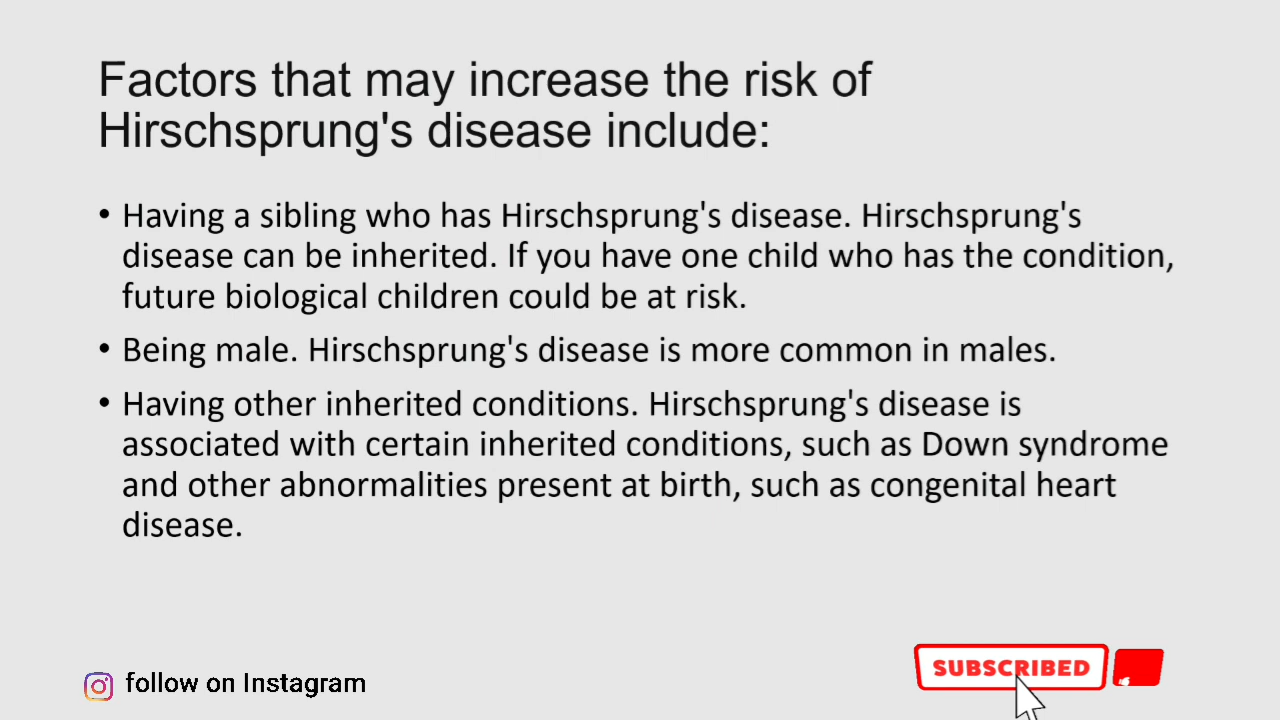 Factors that may increase the risk of
Hirschsprung's disease include:
• Having a sibling who has Hirschsprung's disease. Hirschsprung's
disease can be inherited. If you have one child who has the condition,
future biological children could be at risk.
• Being male. Hirschsprung's disease is more common in males.
• Having other inherited conditions. Hirschsprung's disease is
associated with certain inherited conditions, such as Down syndrome
and other abnormalities present at birth, such as congenital heart
disease.
follow on Instagram
SUBSCRIBED